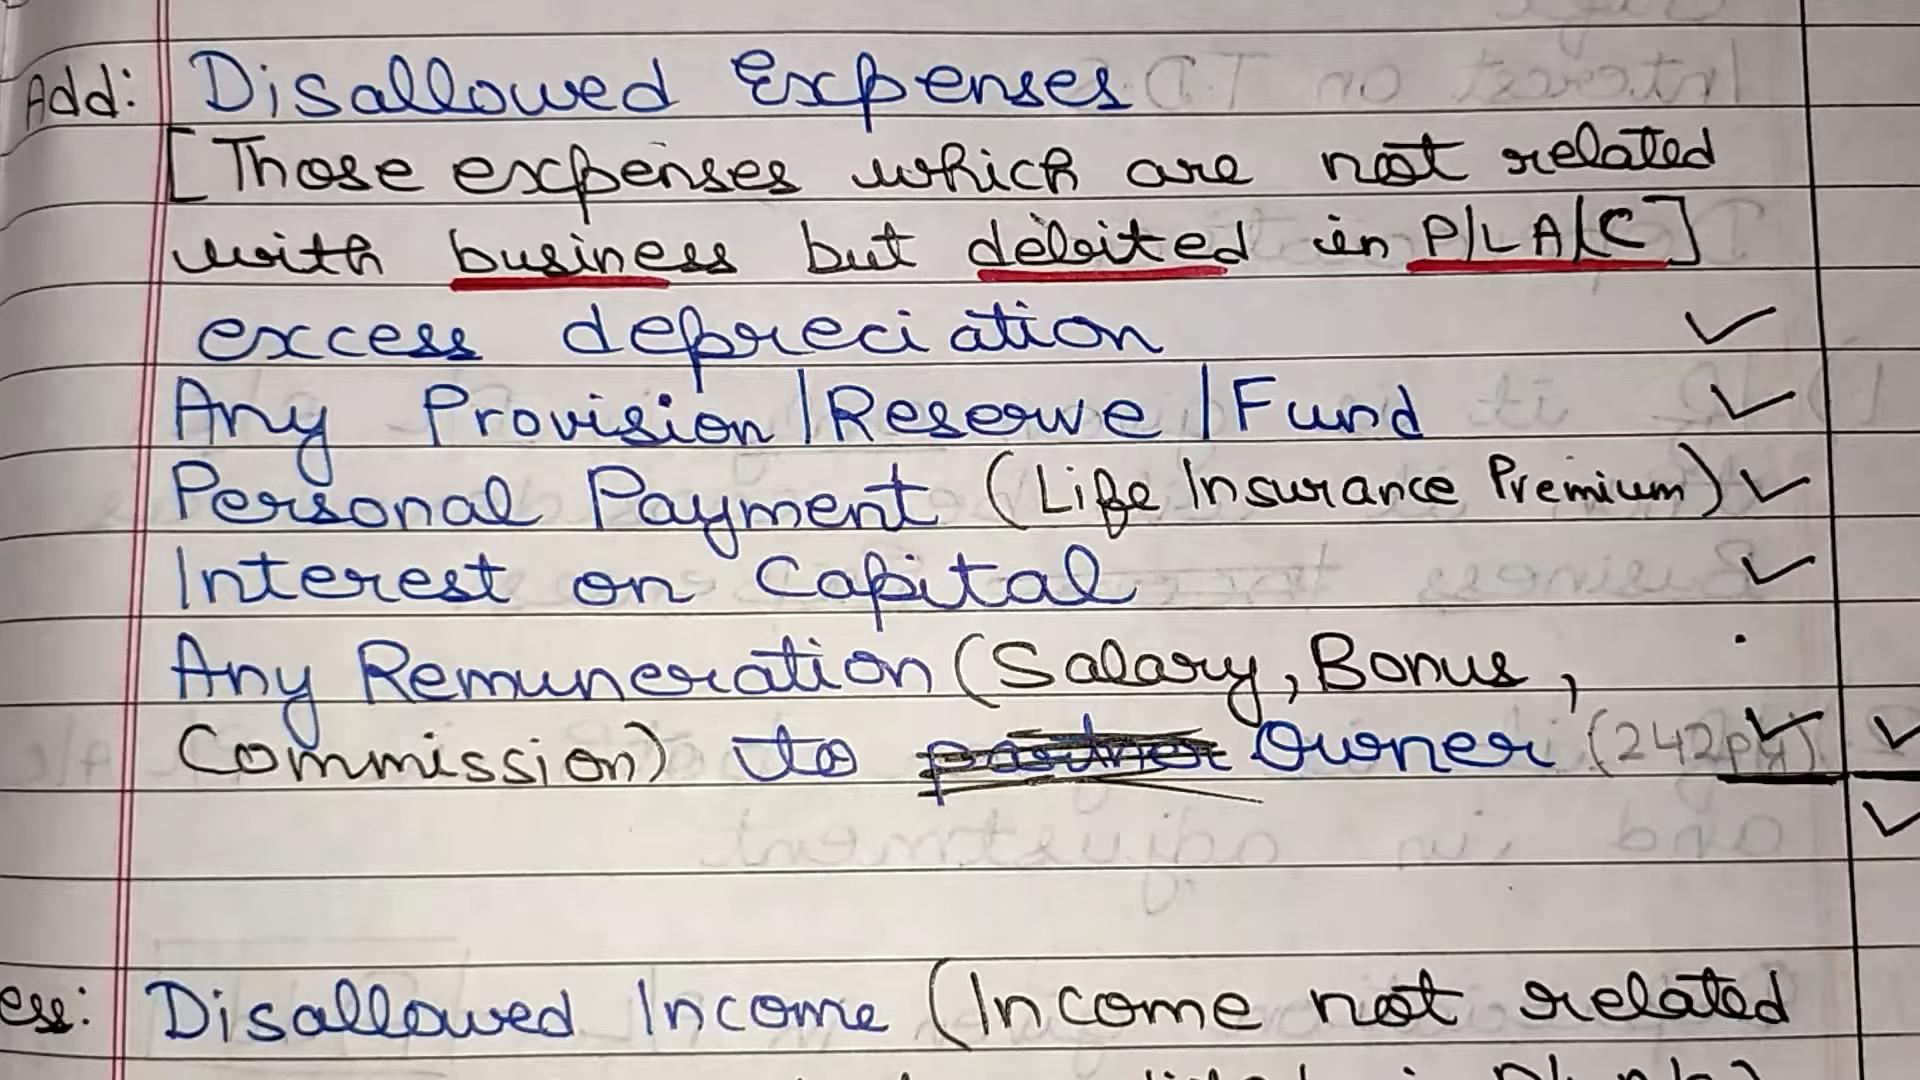 Add: Disallowed Expenses
[Those expenses which are not related
with business but debited in P/L A/C]
excess depreciation
Any Provision/Reserve/Fund
Personal Payment (Life Insurance Premium)
Interest on Capital
Any Remuneration (Salary, Bonus,
Commission) to Owner
ess: Disallowed Income (Income not related